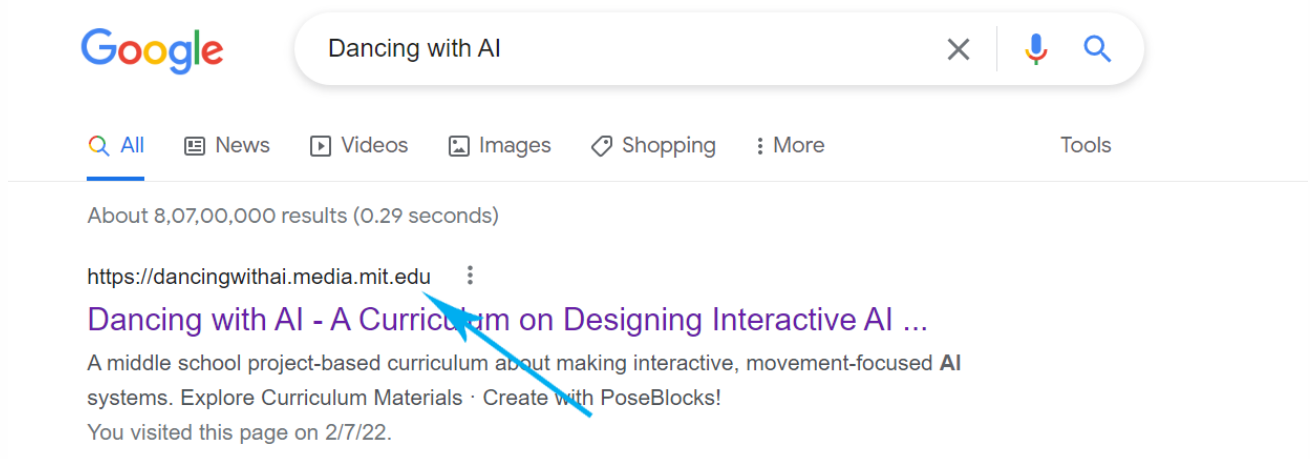 Google
Dancing with AI
All News Videos Images Shopping More Tools
About 8,07,00,000 results (0.29 seconds)
https://dancingwithai.media.mit.edu
Dancing with AI - A Curriculum on Designing Interactive AI ...
A middle school project-based curriculum about making interactive, movement-focused AI
systems. Explore Curriculum Materials · Create with PoseBlocks!
You visited this page on 2/7/22.